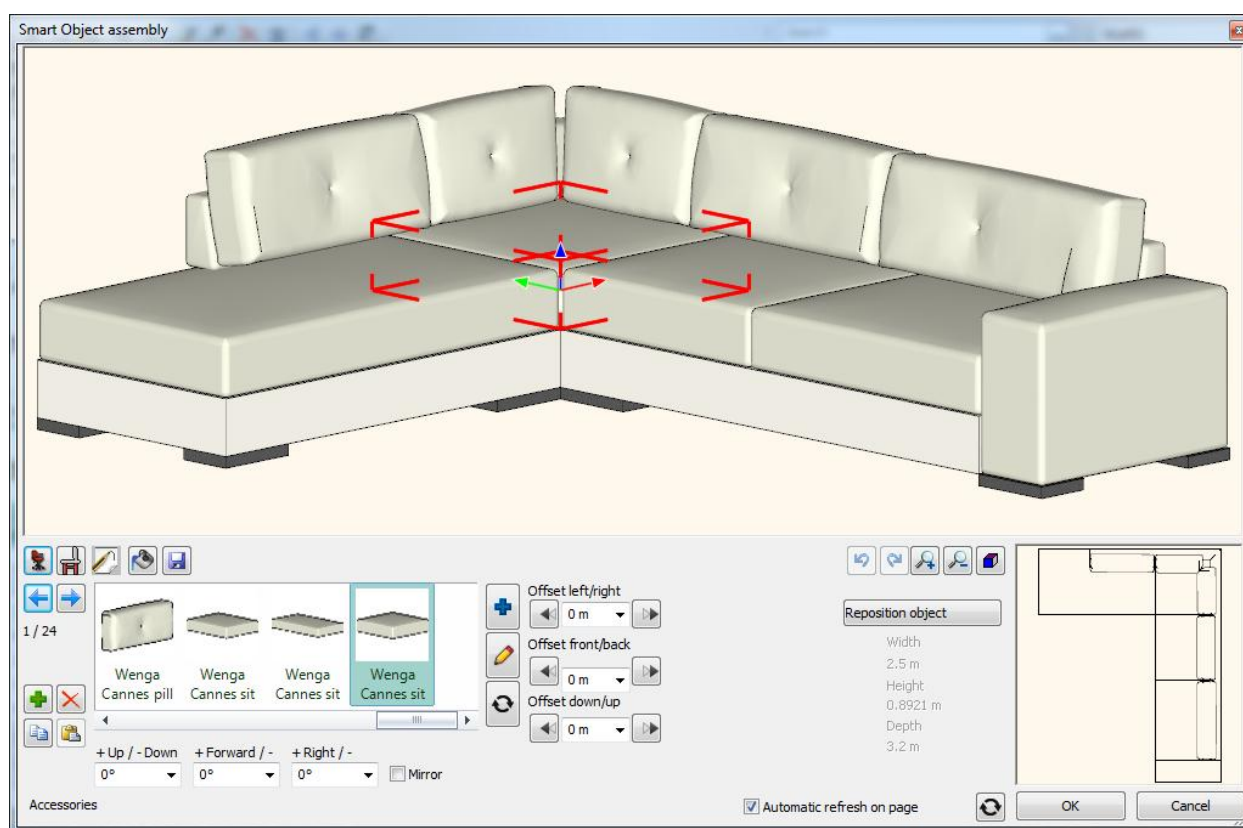 Smart Object assembly
1 / 24
Wenga
Cannes pill
Wenga
Cannes sit
Wenga
Cannes sit
Wenga
Cannes sit
Offset left/right
0 m
Offset front/back
0 m
Offset down/up
0 m
Reposition object
Width
2.5 m
Height
0.8921 m
Depth
3.2 m
+ Up / - Down
+ Forward / -
+ Right / -
0°
0°
0°
Mirror
Accessories
Automatic refresh on page
OK
Cancel